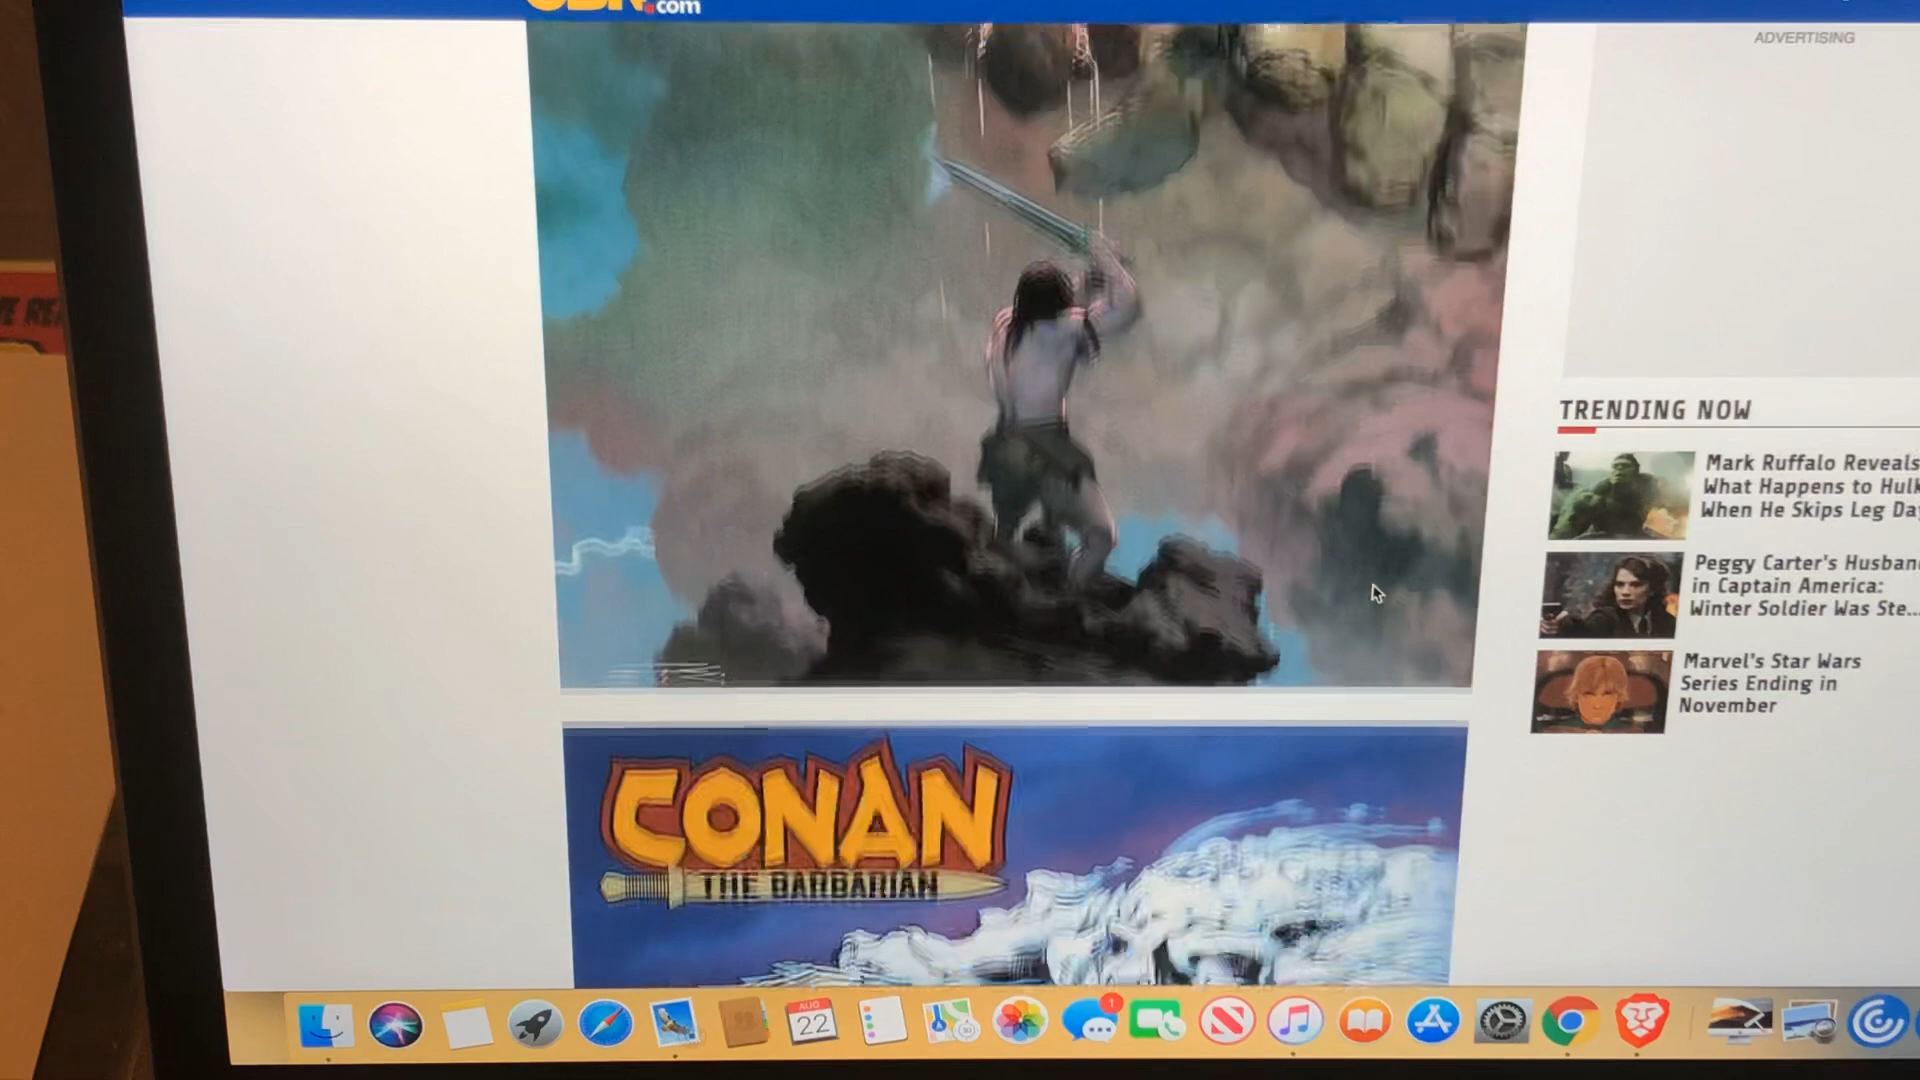 CBR.com
ADVERTISING
TRENDING NOW
Mark Ruffalo Reveals
What Happens to Hulk
When He Skips Leg Day
Peggy Carter's Husband
in Captain America:
Winter Soldier Was Ste...
Marvel's Star Wars
Series Ending in
November
CONAN
THE BARBARIAN
AUG
22
1